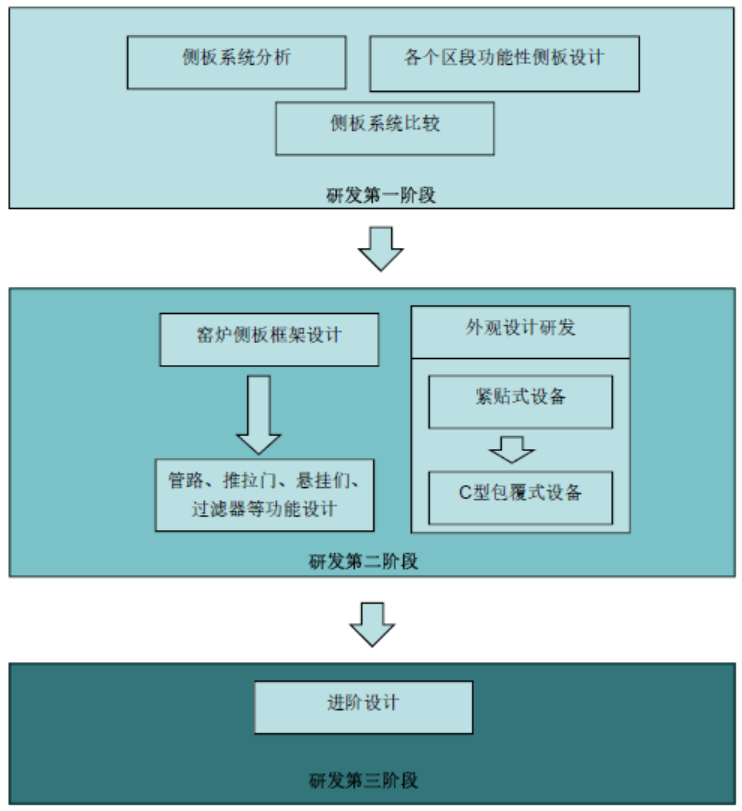 侧板系统分析
各个区段功能性侧板设计
侧板系统比较
研发第一阶段
窑炉侧板框架设计
管路、推拉门、悬挂们、
过滤器等功能设计
外观设计研发
紧贴式设备
C型包覆式设备
研发第二阶段
进阶设计
研发第三阶段